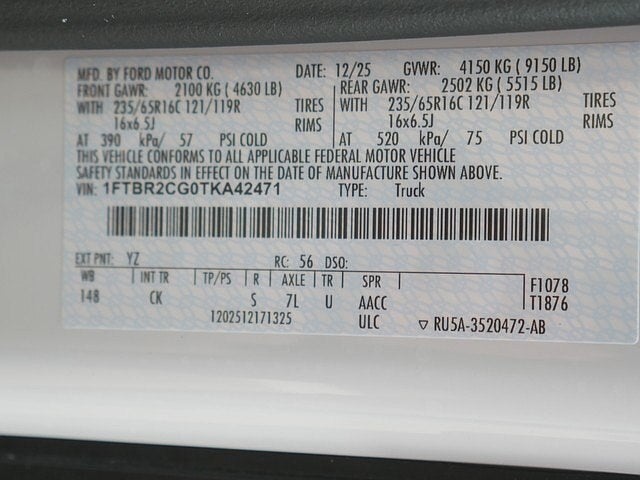 MFD. BY FORD MOTOR CO. DATE: 12/25 GVWR: 4150 KG ( 9150 LB)
FRONT GAWR: 2100 KG ( 4630 LB) REAR GAWR: 2502 KG ( 5515 LB)
WITH 235/65R16C 121/119R TIRES WITH 235/65R16C 121/119R TIRES
16x6.5J RIMS 16x6.5J RIMS
AT 390 kPa/ 57 PSI COLD AT 520 kPa/ 75 PSI COLD
THIS VEHICLE CONFORMS TO ALL APPLICABLE FEDERAL MOTOR VEHICLE
SAFETY STANDARDS IN EFFECT ON THE DATE OF MANUFACTURE SHOWN ABOVE.
VIN: 1FTBR2CG0TKA42471 TYPE: Truck
EXT PNT: YZ RC: 56 DSO:
WB INT TR TP/PS R AXLE TR SPR F1078
148 CK S 7L U AACC T1876
1202512171325 ULC ▽ RU5A-3520472-AB